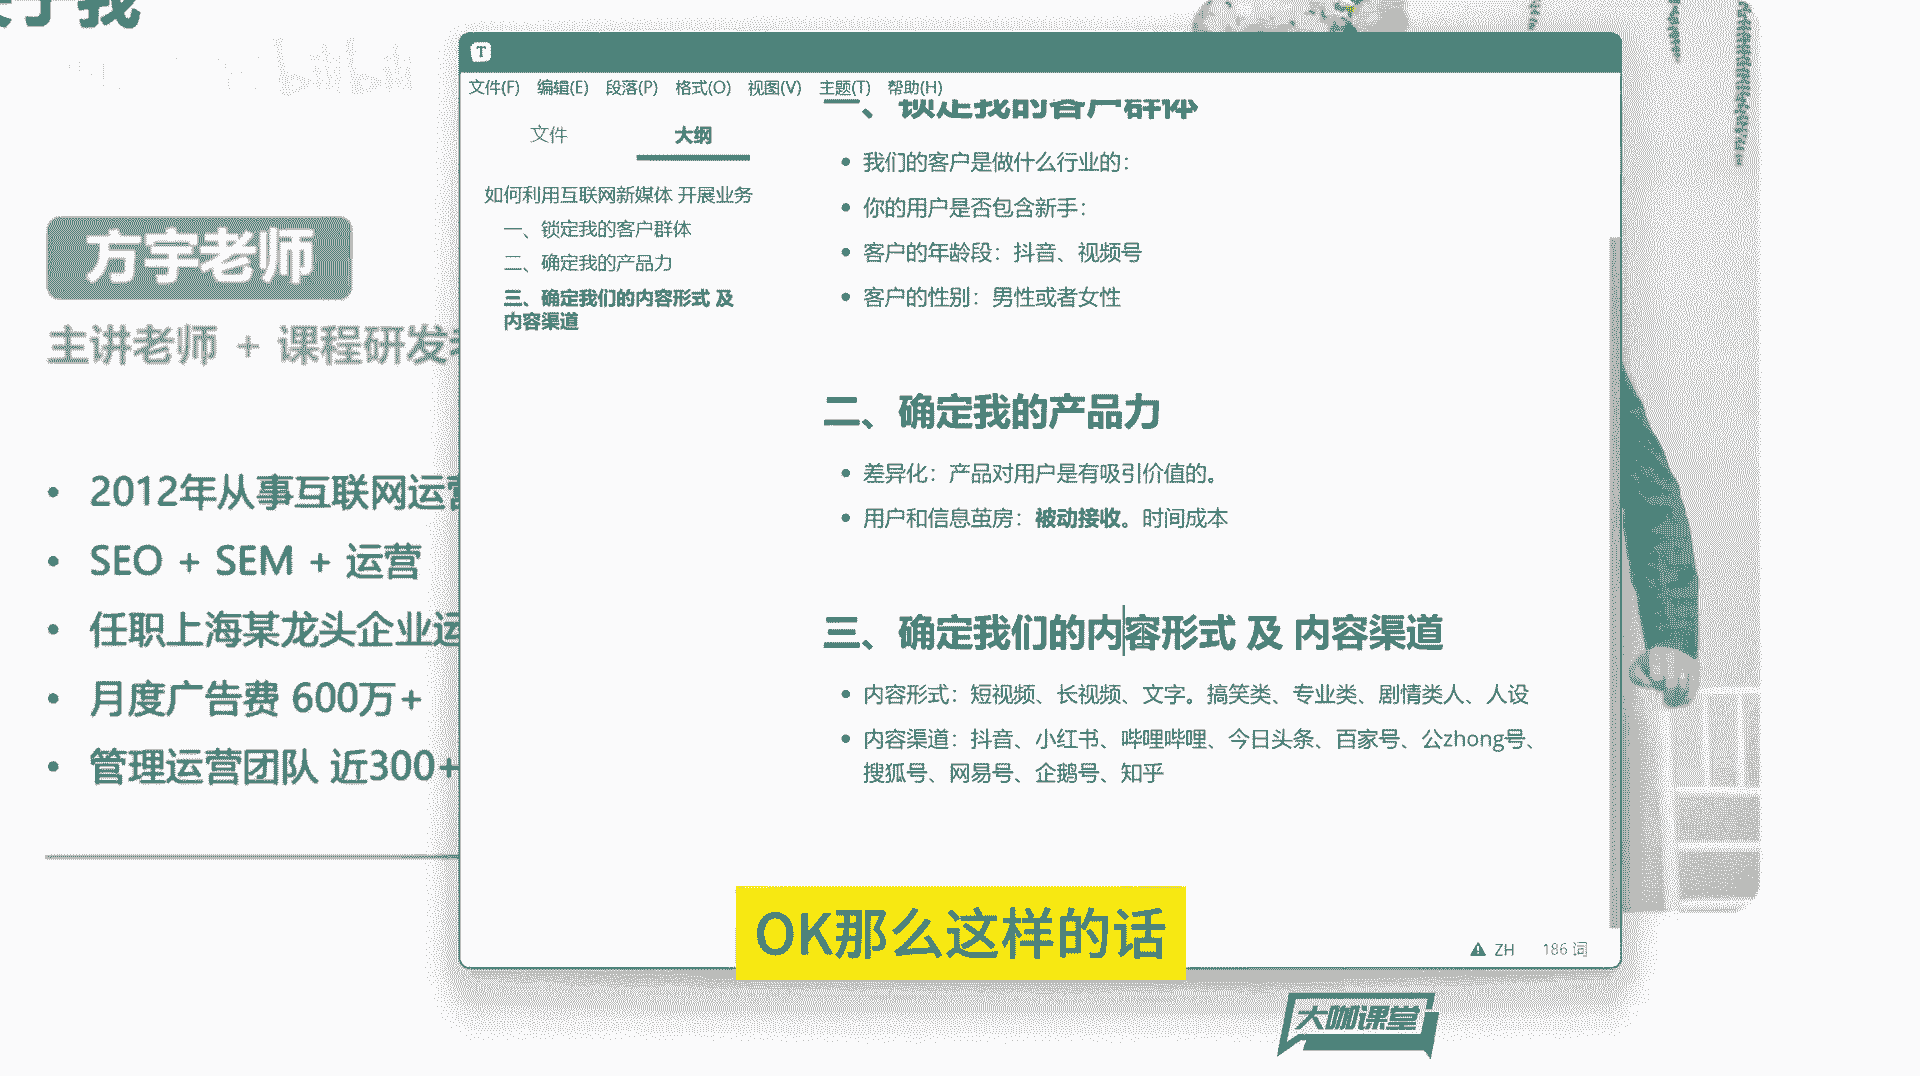 bilibili
T
文件(F) 编辑(E) 段落(P) 格式(O) 视图(V) 主题(T) 帮助(H)
文件 大纲
如何利用互联网新媒体 开展业务
一、锁定我的客户群体
二、确定我的产品力
三、确定我们的内容形式 及
内容渠道
一、锁定我的客户群体
我们的客户是做什么行业的：
你的用户是否包含新手：
客户的年龄段：抖音、视频号
客户的性别：男性或者女性
二、确定我的产品力
差异化：产品对用户是有吸引价值的。
用户和信息茧房：被动接收。时间成本
三、确定我们的内容形式 及 内容渠道
内容形式：短视频、长视频、文字。搞笑类、专业类、剧情类人、人设
内容渠道：抖音、小红书、哔哩哔哩、今日头条、百家号、公zhong号、
搜狐号、网易号、企鹅号、知乎
ZH 186 词
方宇老师
主讲老师 + 课程研发
• 2012年从事互联网运营
• SEO + SEM + 运营
• 任职上海某龙头企业运
• 月度广告费 600万+
• 管理运营团队 近300+
OK那么这样的话
大咖课堂